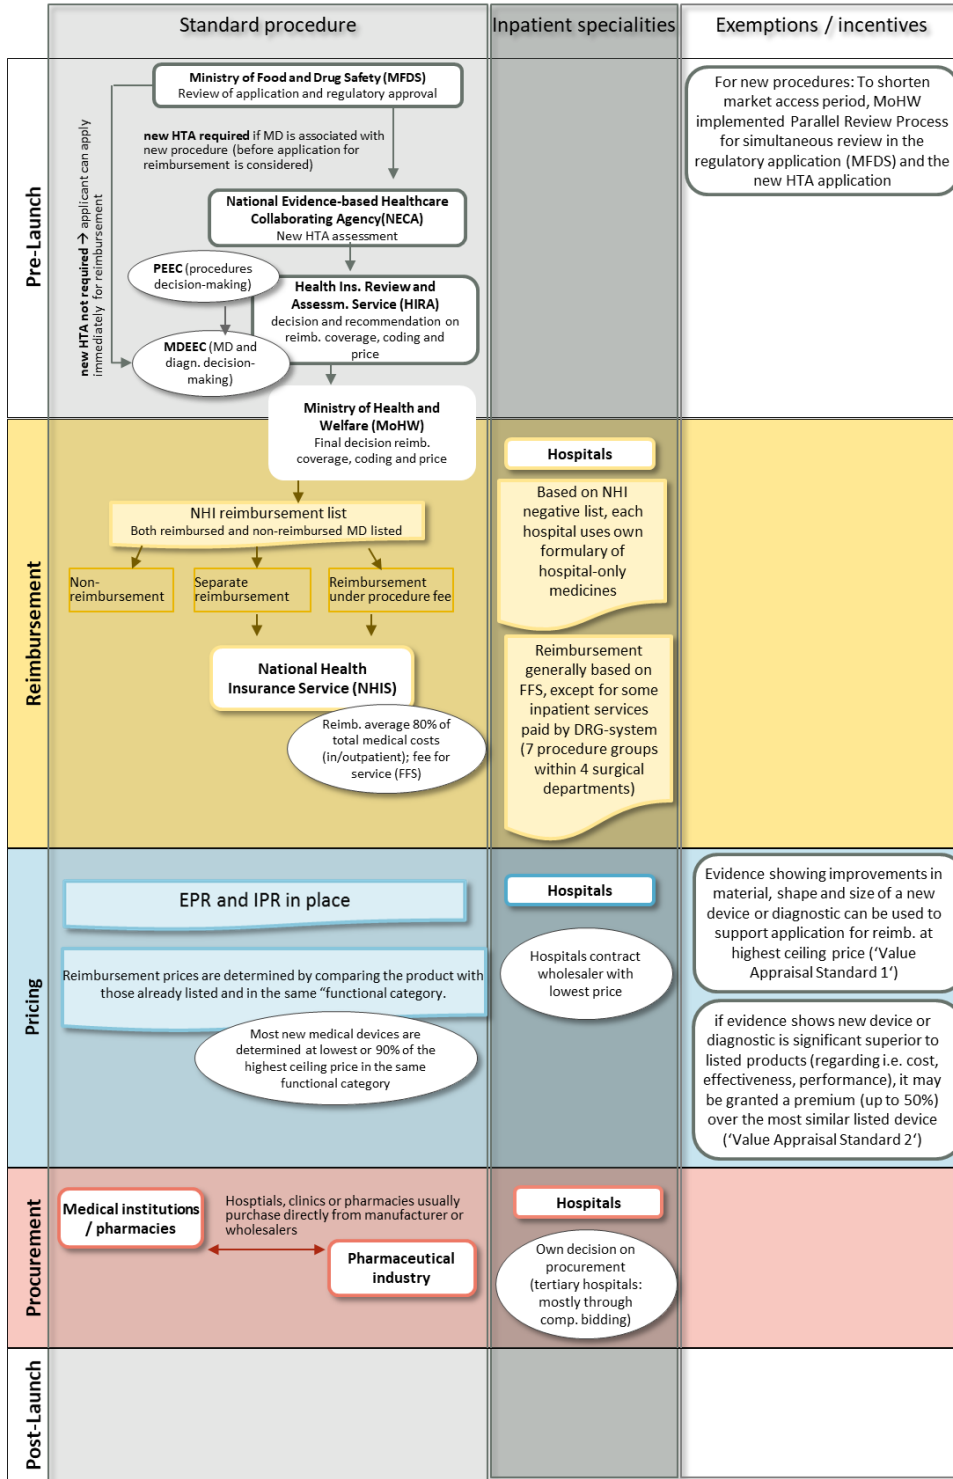 Standard procedure
Inpatient specialities
Exemptions / incentives
Pre-Launch
Ministry of Food and Drug Safety (MFDS)
Review of application and regulatory approval
new HTA not required → applicant can apply
immediately for reimbursement
new HTA required if MD is associated with
new procedure (before application for
reimbursement is considered)
National Evidence-based Healthcare
Collaborating Agency(NECA)
New HTA assessment
PEEC (procedures
decision-making)
Health Ins. Review and
Assessm. Service (HIRA)
decision and recommendation on
reimb. coverage, coding and
price
MDEEC (MD and
diagn. decision-
making)
For new procedures: To shorten
market access period, MoHW
implemented Parallel Review Process
for simultaneous review in the
regulatory application (MFDS) and the
new HTA application
Ministry of Health and
Welfare (MoHW)
Final decision reimb.
coverage, coding and price
Reimbursement
NHI reimbursement list
Both reimbursed and non-reimbursed MD listed
Non-
reimbursement
Separate
reimbursement
Reimbursement
under procedure fee
National Health
Insurance Service (NHIS)
Reimb. average 80% of
total medical costs
(in/outpatient); fee for
service (FFS)
Hospitals
Based on NHI
negative list, each
hospital uses own
formulary of
hospital-only
medicines
Reimbursement
generally based on
FFS, except for some
inpatient services
paid by DRG-system
(7 procedure groups
within 4 surgical
departments)
Pricing
EPR and IPR in place
Reimbursement prices are determined by comparing the product with
those already listed and in the same “functional category.
Most new medical devices are
determined at lowest or 90% of the
highest ceiling price in the same
functional category
Hospitals
Hospitals contract
wholesaler with
lowest price
Evidence showing improvements in
material, shape and size of a new
device or diagnostic can be used to
support application for reimb. at
highest ceiling price (‘Value
Appraisal Standard 1‘)
if evidence shows new device or
diagnostic is significant superior to
listed products (regarding i.e. cost,
effectiveness, performance), it may
be granted a premium (up to 50%)
over the most similar listed device
(‘Value Appraisal Standard 2‘)
Procurement
Medical institutions
/ pharmacies
Hosptials, clinics or pharmacies usually
purchase directly from manufacturer or
wholesalers
Pharmaceutical
industry
Hospitals
Own decision on
procurement
(tertiary hospitals:
mostly through
comp. bidding)
Post-Launch